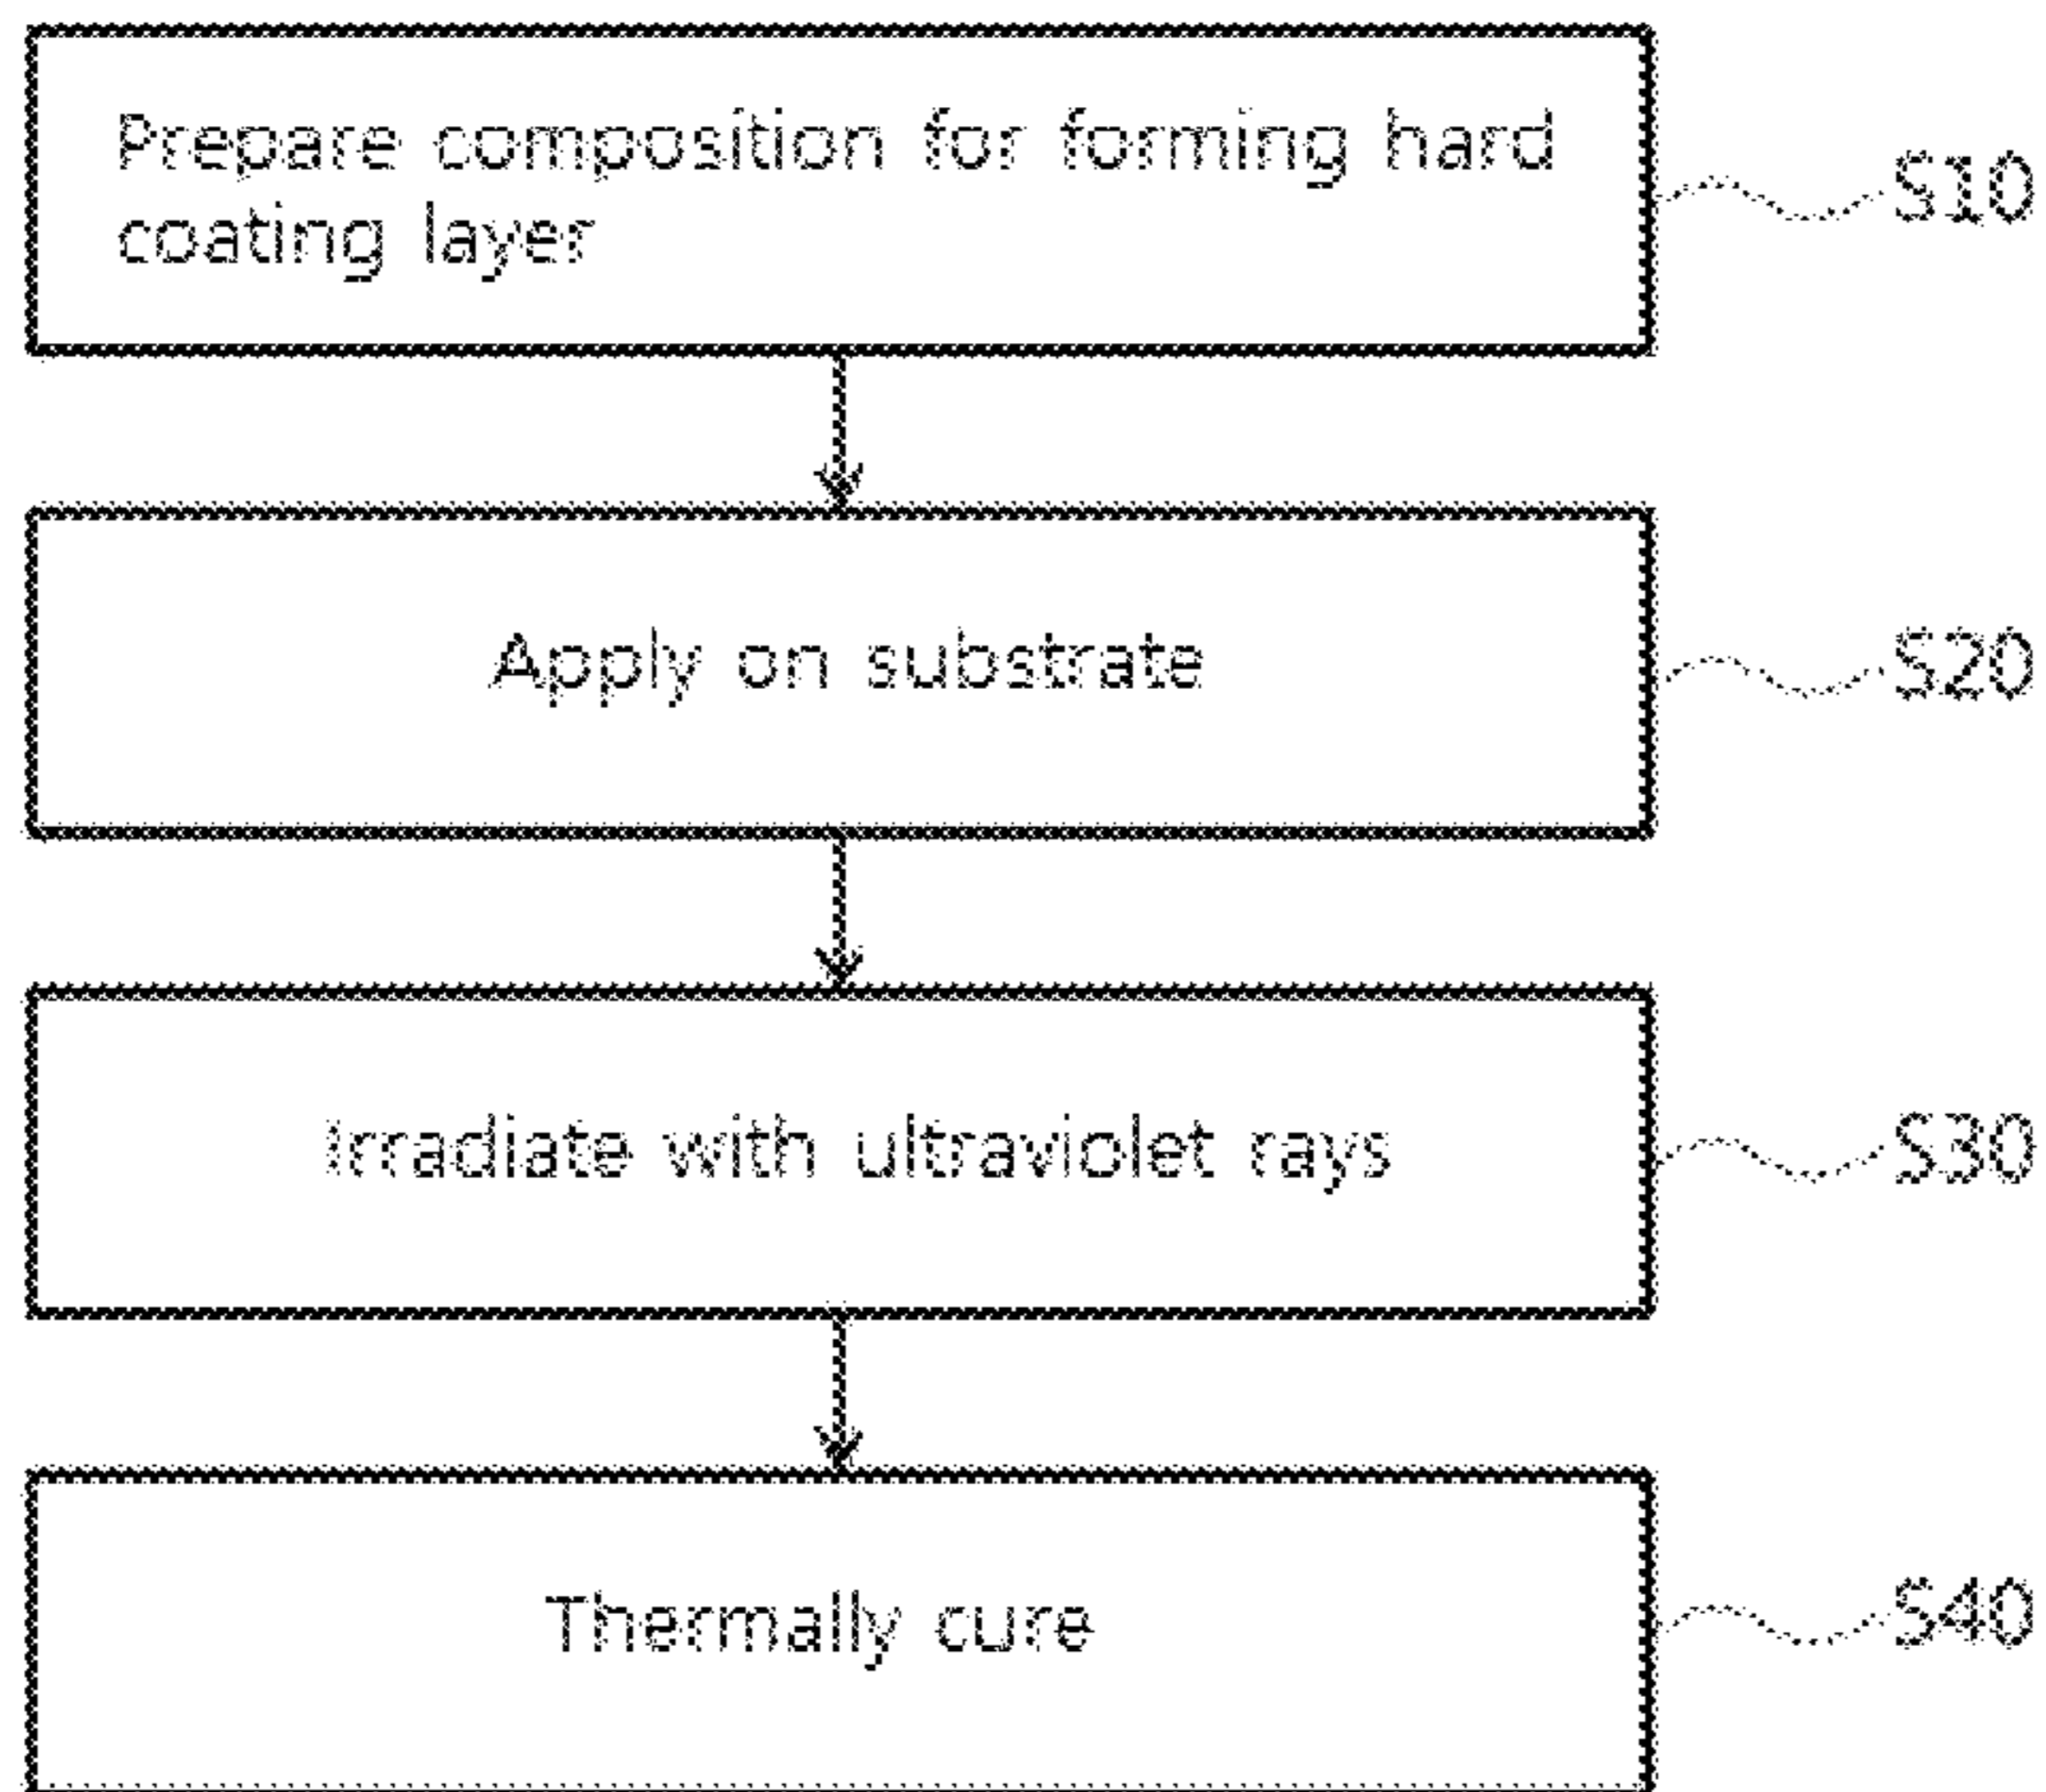 Prepare composition for forming hard
coating layer
S10
Apply on substrate
S20
Irradiate with ultraviolet rays
S30
Thermally cure
S40